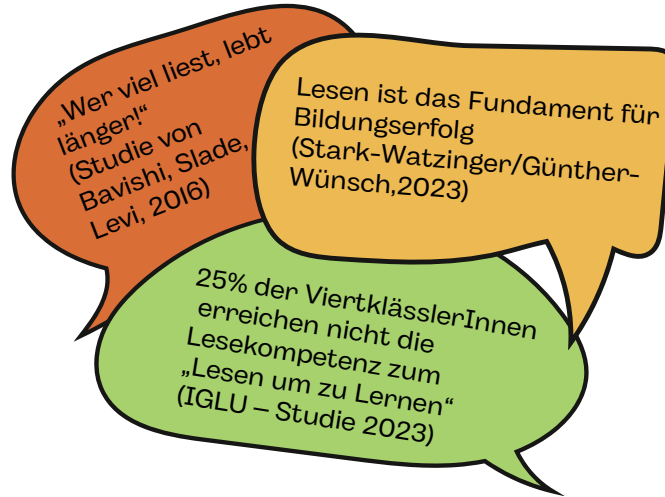 „Wer viel liest, lebt
länger!“
(Studie von
Bavishi, Slade,
Levi, 2016)
Lesen ist das Fundament für
Bildungserfolg
(Stark-Watzinger/Günther-
Wünsch,2023)
25% der ViertklässlerInnen
erreichen nicht die
Lesekompetenz zum
„Lesen um zu Lernen“
(IGLU – Studie 2023)